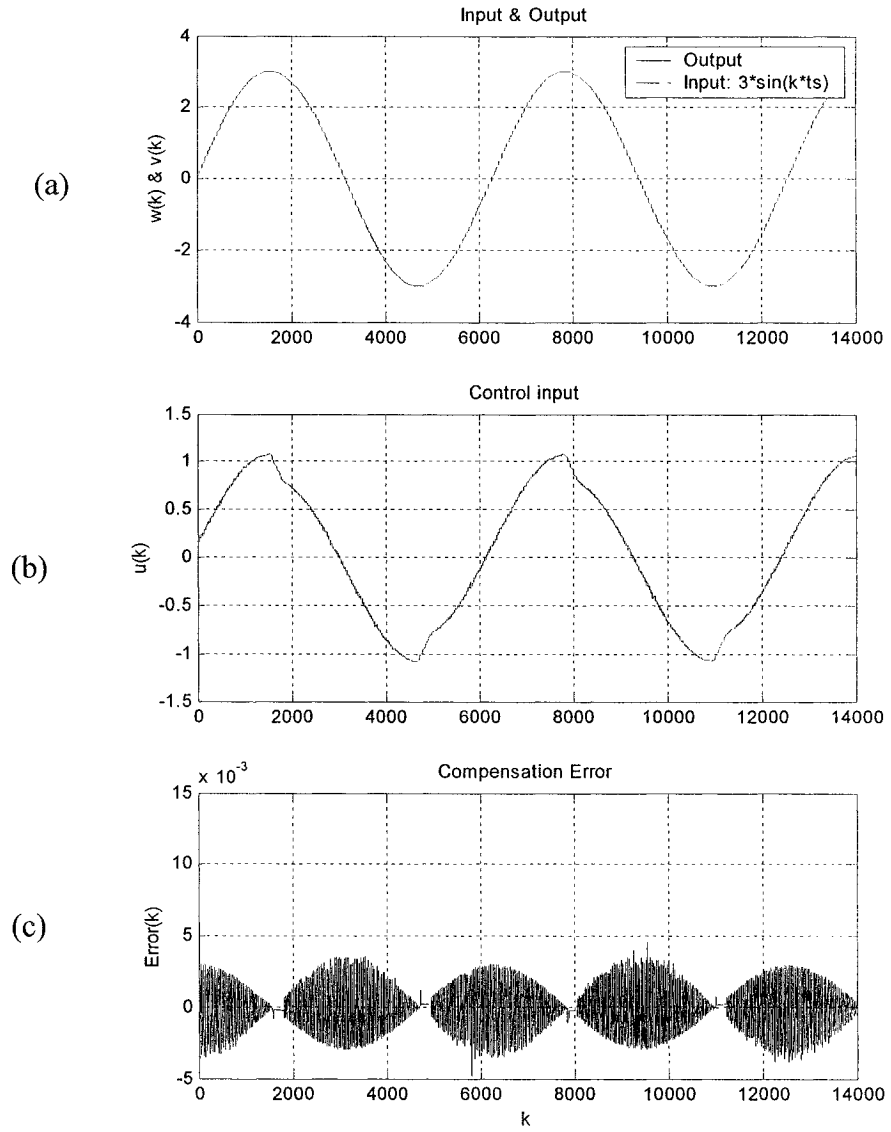 Input & Output
(a)
w(k) & v(k)
4
2
0
-2
-4
Output
Input: 3*sin(k*ts)
0 2000 4000 6000 8000 10000 12000 14000
Control input
(b)
u(k)
1.5
1
0.5
0
-0.5
-1
-1.5
0 2000 4000 6000 8000 10000 12000 14000
x 10^-3
Compensation Error
(c)
Error(k)
15
10
5
0
-5
0 2000 4000 6000 8000 10000 12000 14000
k